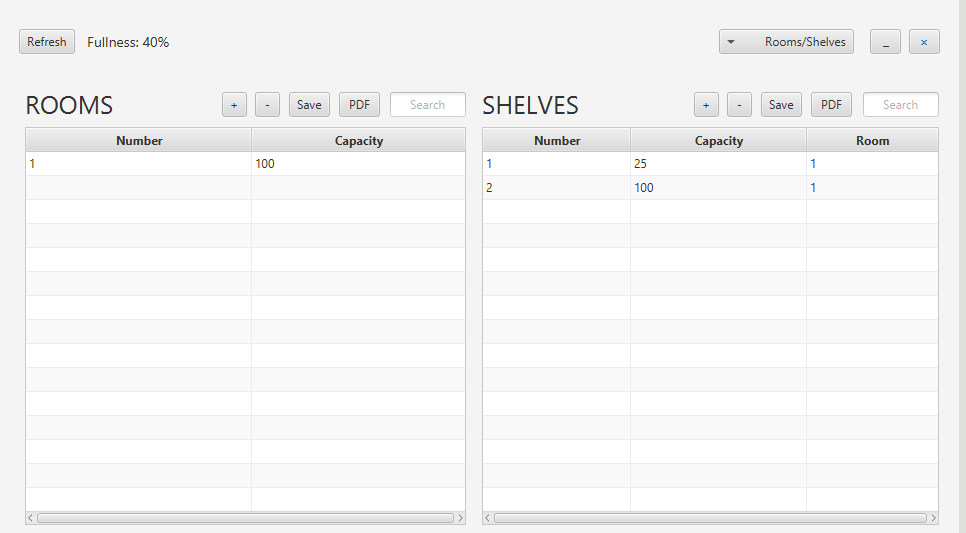 Refresh Fullness: 40% Rooms/Shelves _ ×
ROOMS + - Save PDF Search
Number Capacity
1 100
SHELVES + - Save PDF Search
Number Capacity Room
1 25 1
2 100 1